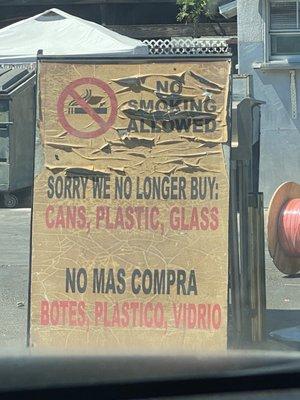 NO
SMOKING
ALLOWED
SORRY WE NO LONGER BUY:
CANS, PLASTIC, GLASS
NO MAS COMPRA
BOTES, PLASTICO, VIDRIO